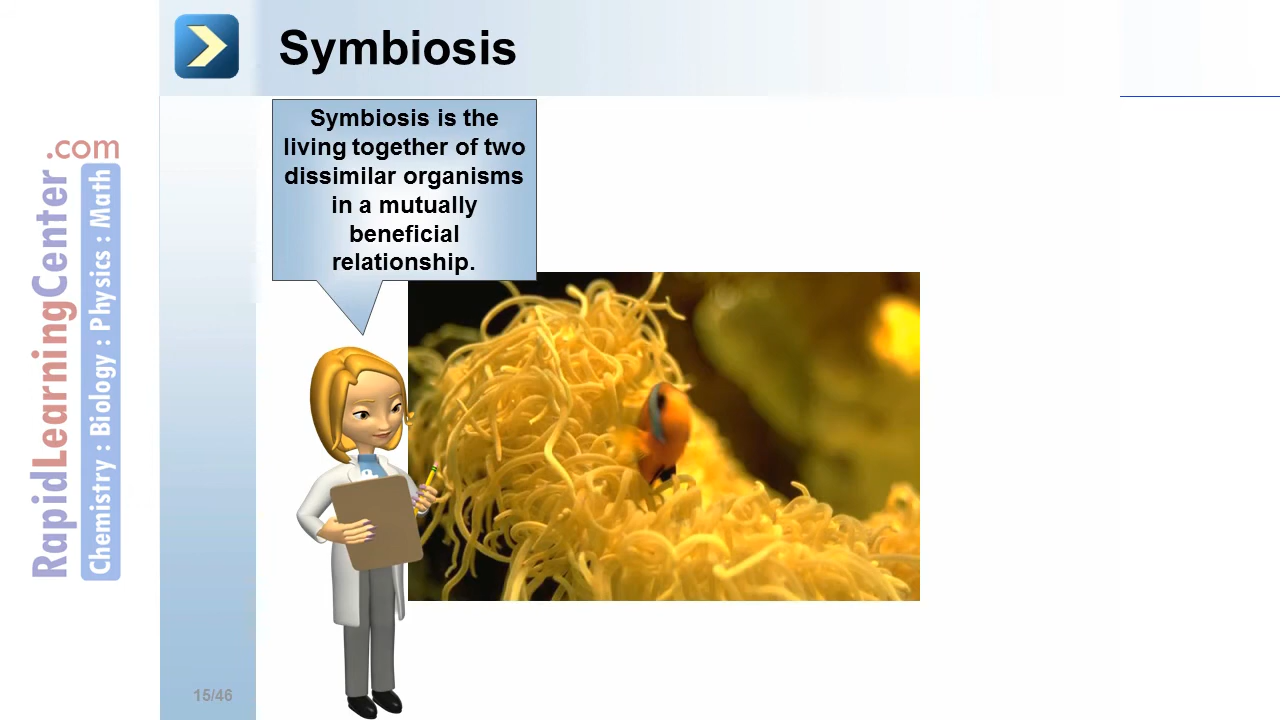 Symbiosis
Symbiosis is the
living together of two
dissimilar organisms
in a mutually
beneficial
relationship.
RapidLearningCenter.com
Chemistry : Biology : Physics : Math
15/46